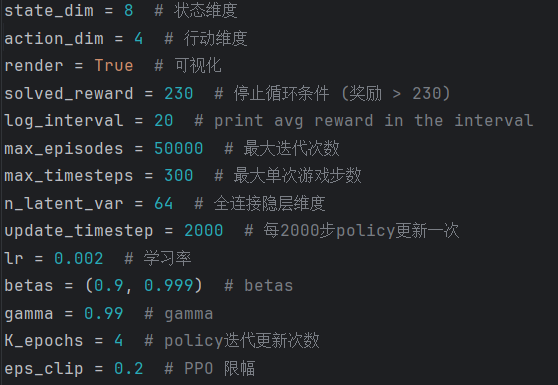 state_dim = 8  # 状态维度
action_dim = 4  # 行动维度
render = True  # 可视化
solved_reward = 230  # 停止循环条件 (奖励 > 230)
log_interval = 20  # print avg reward in the interval
max_episodes = 50000  # 最大迭代次数
max_timesteps = 300  # 最大单次游戏步数
n_latent_var = 64  # 全连接隐层维度
update_timestep = 2000  # 每2000步policy更新一次
lr = 0.002  # 学习率
betas = (0.9, 0.999)  # betas
gamma = 0.99  # gamma
K_epochs = 4  # policy迭代更新次数
eps_clip = 0.2  # PPO 限幅